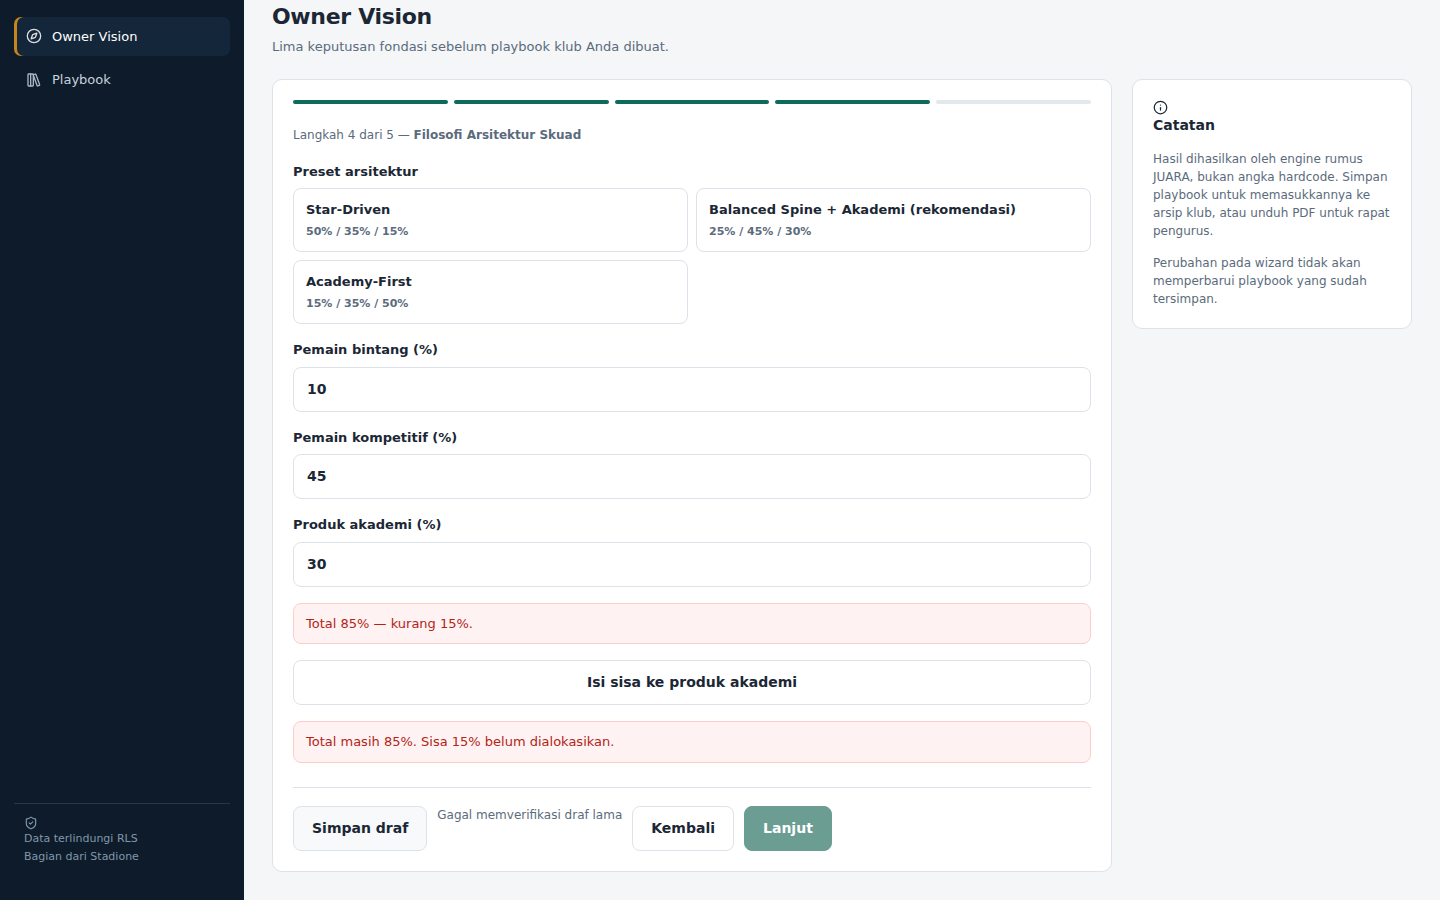 Owner Vision
Playbook
Data terlindungi RLS
Bagian dari Stadione
Owner Vision
Lima keputusan fondasi sebelum playbook klub Anda dibuat.
Langkah 4 dari 5 — Filosofi Arsitektur Skuad
Preset arsitektur
Star-Driven
50% / 35% / 15%
Balanced Spine + Akademi (rekomendasi)
25% / 45% / 30%
Academy-First
15% / 35% / 50%
Pemain bintang (%)
10
Pemain kompetitif (%)
45
Produk akademi (%)
30
Total 85% — kurang 15%.
Isi sisa ke produk akademi
Total masih 85%. Sisa 15% belum dialokasikan.
Simpan draf
Gagal memverifikasi draf lama
Kembali
Lanjut
Catatan
Hasil dihasilkan oleh engine rumus
JUARA, bukan angka hardcode. Simpan
playbook untuk memasukkannya ke
arsip klub, atau unduh PDF untuk rapat
pengurus.
Perubahan pada wizard tidak akan
memperbarui playbook yang sudah
tersimpan.